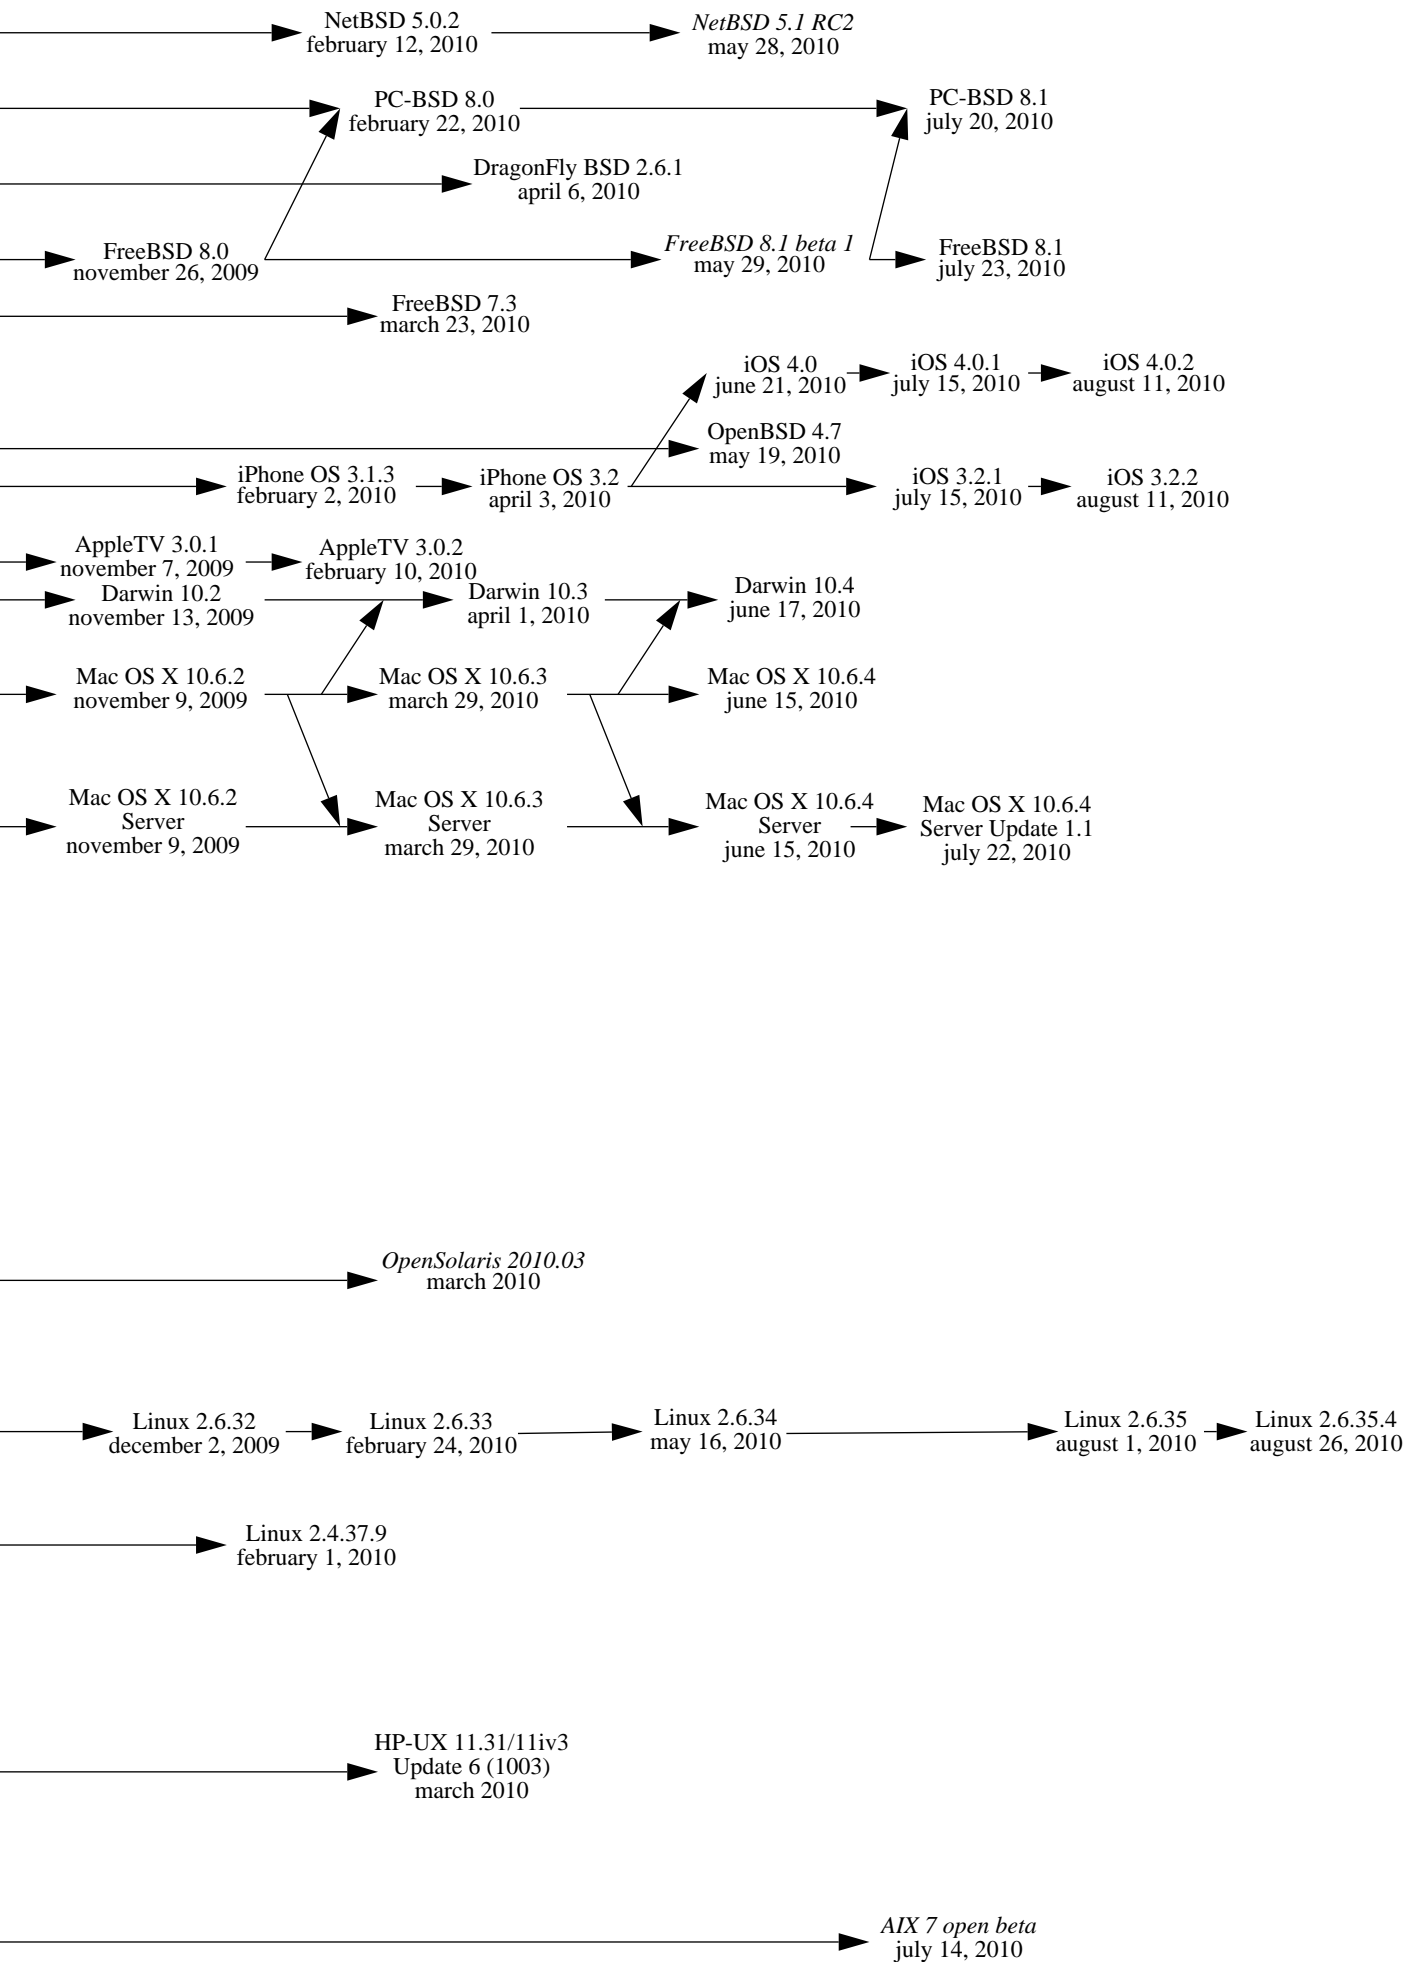 NetBSD 5.0.2
february 12, 2010
NetBSD 5.1 RC2
may 28, 2010
PC-BSD 8.0
february 22, 2010
PC-BSD 8.1
july 20, 2010
DragonFly BSD 2.6.1
april 6, 2010
FreeBSD 8.0
november 26, 2009
FreeBSD 8.1 beta 1
may 29, 2010
FreeBSD 8.1
july 23, 2010
FreeBSD 7.3
march 23, 2010
iOS 4.0
june 21, 2010
iOS 4.0.1
july 15, 2010
iOS 4.0.2
august 11, 2010
OpenBSD 4.7
may 19, 2010
iPhone OS 3.1.3
february 2, 2010
iPhone OS 3.2
april 3, 2010
iOS 3.2.1
july 15, 2010
iOS 3.2.2
august 11, 2010
AppleTV 3.0.1
november 7, 2009
AppleTV 3.0.2
february 10, 2010
Darwin 10.2
november 13, 2009
Darwin 10.3
april 1, 2010
Darwin 10.4
june 17, 2010
Mac OS X 10.6.2
november 9, 2009
Mac OS X 10.6.3
march 29, 2010
Mac OS X 10.6.4
june 15, 2010
Mac OS X 10.6.2
Server
november 9, 2009
Mac OS X 10.6.3
Server
march 29, 2010
Mac OS X 10.6.4
Server
june 15, 2010
Mac OS X 10.6.4
Server Update 1.1
july 22, 2010
OpenSolaris 2010.03
march 2010
Linux 2.6.32
december 2, 2009
Linux 2.6.33
february 24, 2010
Linux 2.6.34
may 16, 2010
Linux 2.6.35
august 1, 2010
Linux 2.6.35.4
august 26, 2010
Linux 2.4.37.9
february 1, 2010
HP-UX 11.31/11iv3
Update 6 (1003)
march 2010
AIX 7 open beta
july 14, 2010